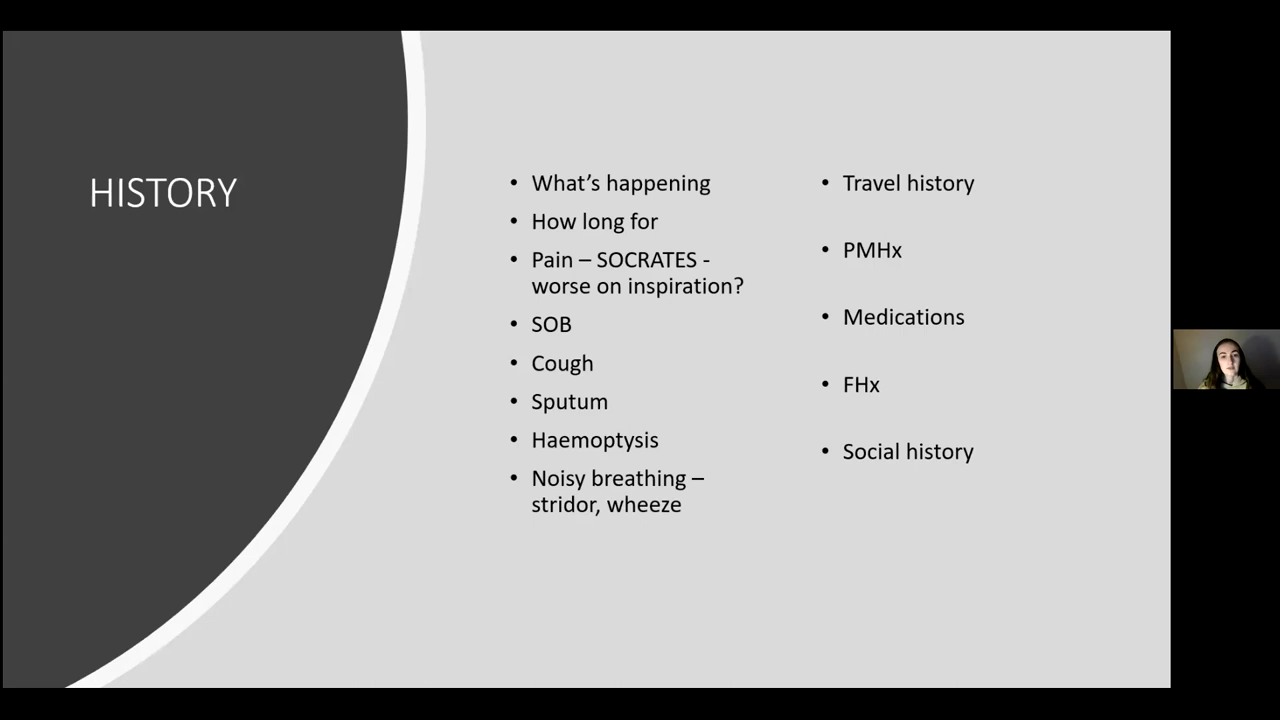 HISTORY
• What’s happening
• How long for
• Pain – SOCRATES -
worse on inspiration?
• SOB
• Cough
• Sputum
• Haemoptysis
• Noisy breathing –
stridor, wheeze
• Travel history
• PMHx
• Medications
• FHx
• Social history